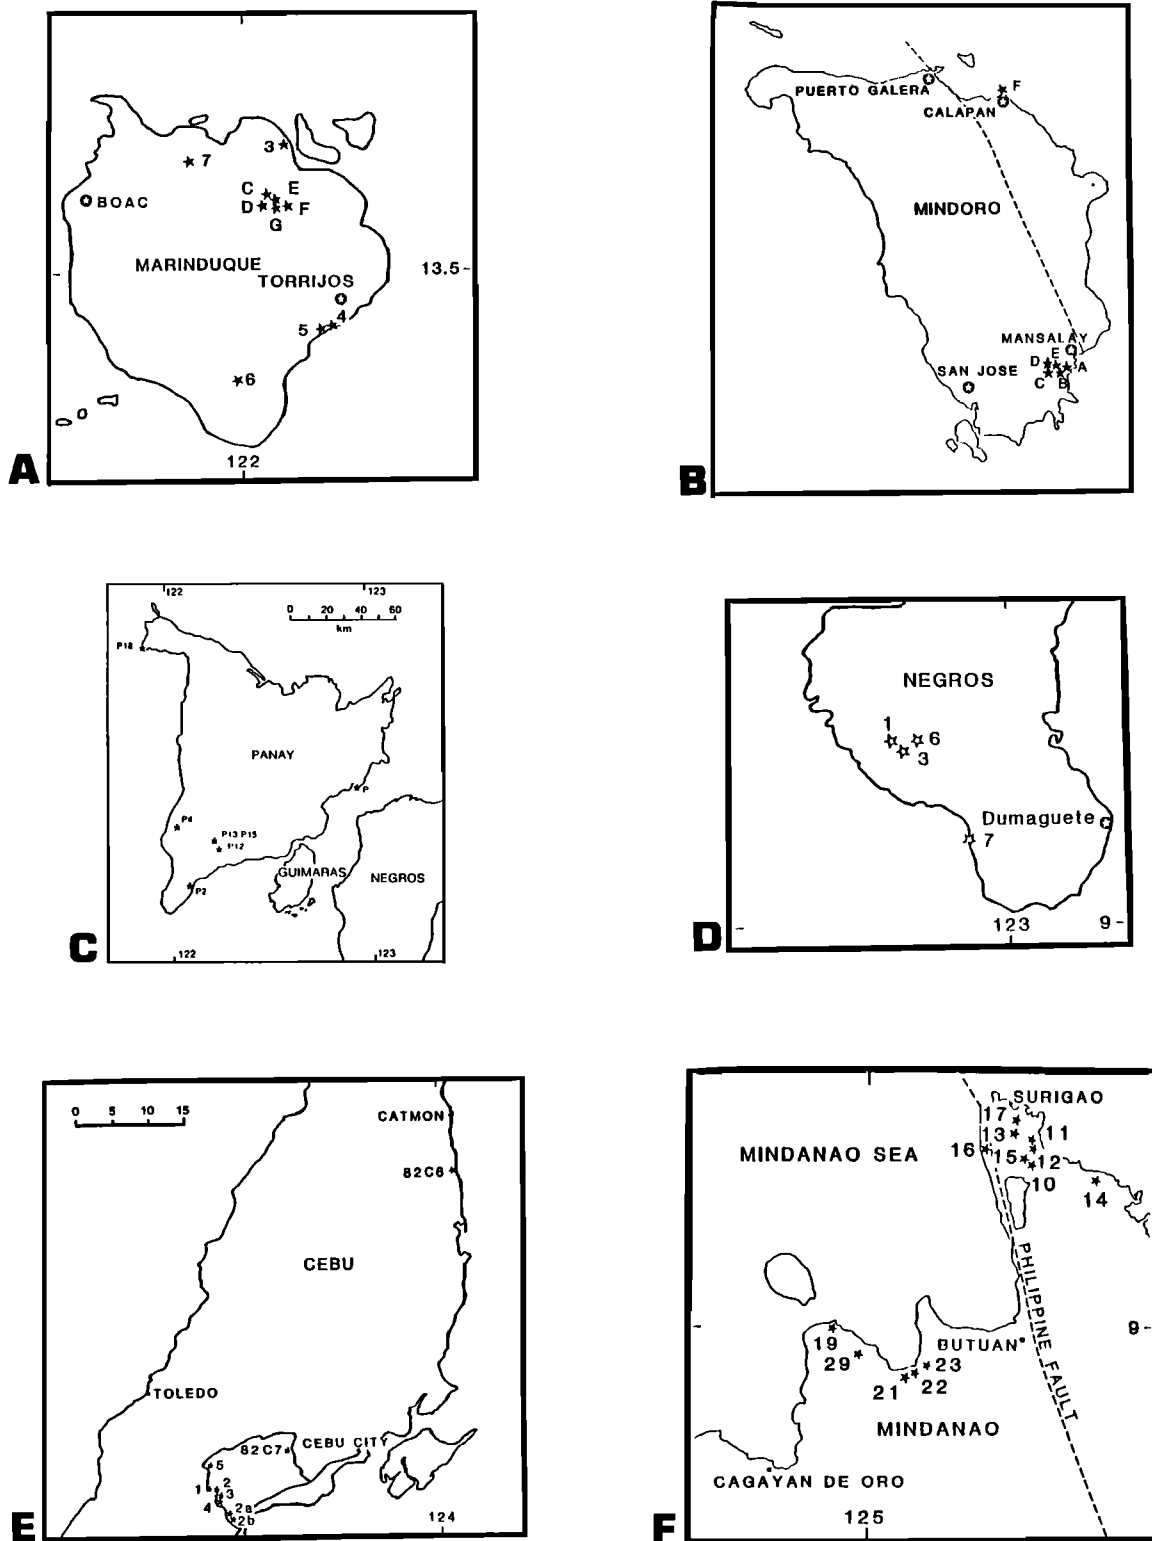 7
3
C
E
D
F
G
BOAC
MARINDUQUE
13.5
TORRIJOS
5
4
6
122
A
PUERTO GALERA
F
CALAPAN
MINDORO
MANSALAY
D E
A
C B
SAN JOSE
B
122
123
0 20 40 60
km
P18
PANAY
P
P4
P13 P15
P12
P2
GUIMARAS
NEGROS
122
123
C
NEGROS
1
6
3
Dumaguete
7
123
9
D
0 5 10 15
CATMON
82C6
CEBU
TOLEDO
82C7
CEBU CITY
5
1
2
3
4
2a
2b
124
E
SURIGAO
17
13
11
MINDANAO SEA
16
15
12
10
14
PHILIPPINE FAULT
9
19
BUTUAN
29
23
21
22
MINDANAO
CAGAYAN DE ORO
125
F